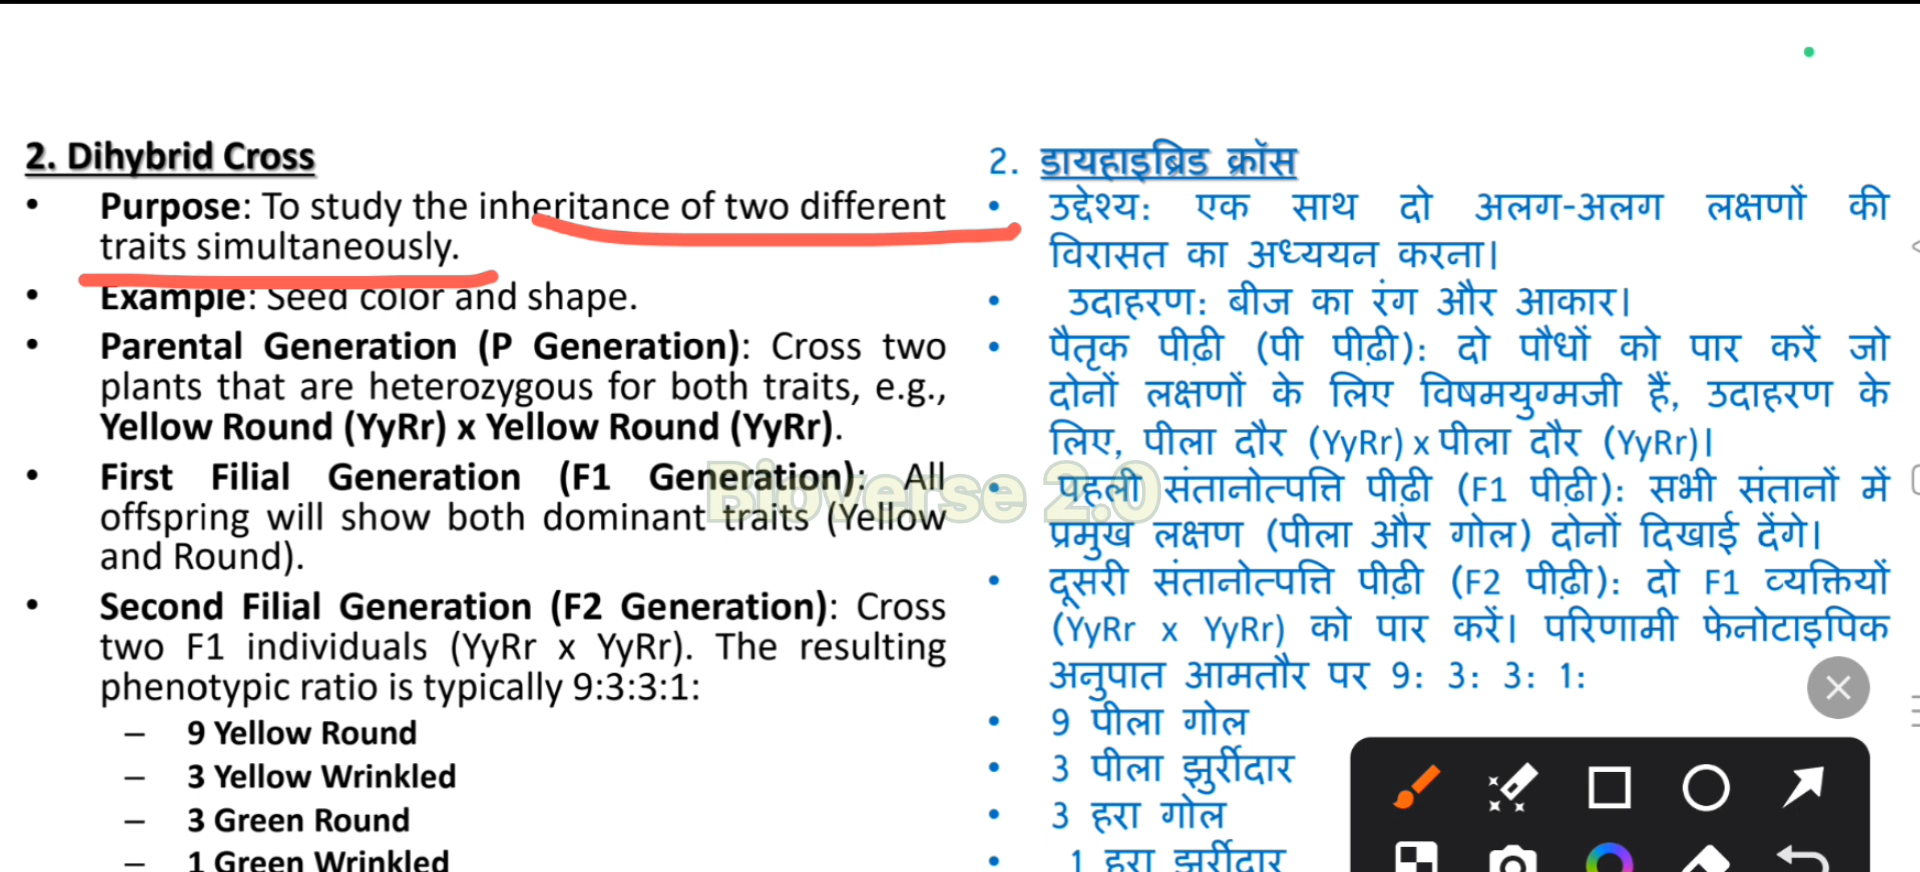 2. Dihybrid Cross
• Purpose: To study the inheritance of two different
traits simultaneously.
• Example: Seed color and shape.
• Parental Generation (P Generation): Cross two
plants that are heterozygous for both traits, e.g.,
Yellow Round (YyRr) x Yellow Round (YyRr).
• First Filial Generation (F1 Generation): All
offspring will show both dominant traits (Yellow
and Round).
• Second Filial Generation (F2 Generation): Cross
two F1 individuals (YyRr x YyRr). The resulting
phenotypic ratio is typically 9:3:3:1:
– 9 Yellow Round
– 3 Yellow Wrinkled
– 3 Green Round
– 1 Green Wrinkled
2. डायहाइब्रिड क्रॉस
• उद्देश्य: एक साथ दो अलग-अलग लक्षणों की
विरासत का अध्ययन करना।
• उदाहरण: बीज का रंग और आकार।
• पैतृक पीढ़ी (पी पीढ़ी): दो पौधों को पार करें जो
दोनों लक्षणों के लिए विषमयुग्मजी हैं, उदाहरण के
लिए, पीला दौर (YyRr) x पीला दौर (YyRr)।
• पहली संतानोत्पत्ति पीढ़ी (F1 पीढ़ी): सभी संतानों में
प्रमुख लक्षण (पीला और गोल) दोनों दिखाई देंगे।
• दूसरी संतानोत्पत्ति पीढ़ी (F2 पीढ़ी): दो F1 व्यक्तियों
(YyRr x YyRr) को पार करें। परिणामी फेनोटाइपिक
अनुपात आमतौर पर 9: 3: 3: 1:
• 9 पीला गोल
• 3 पीला झुर्रीदार
• 3 हरा गोल
• 1 हरा झुर्रीदार
Bioverse 2.0